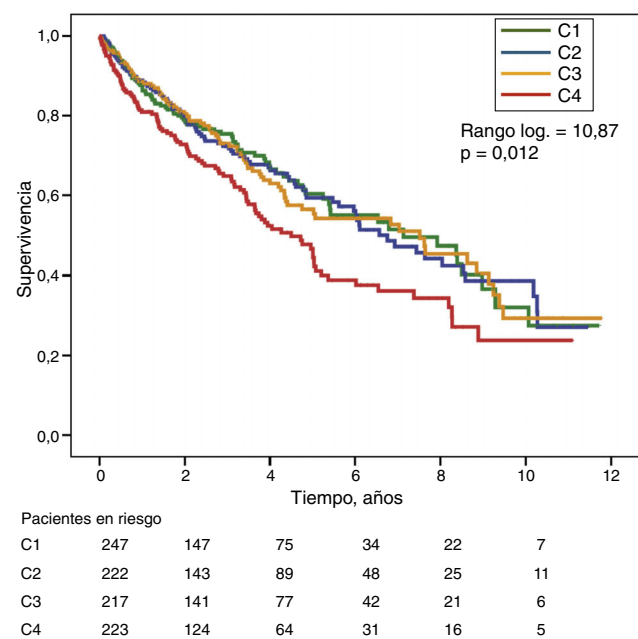 C1
C2
C3
C4
Rango log. = 10,87
p = 0,012
Supervivencia
1,0
0,8
0,6
0,4
0,2
0,0
0 2 4 6 8 10 12
Tiempo, años
Pacientes en riesgo
C1 247 147 75 34 22 7
C2 222 143 89 48 25 11
C3 217 141 77 42 21 6
C4 223 124 64 31 16 5